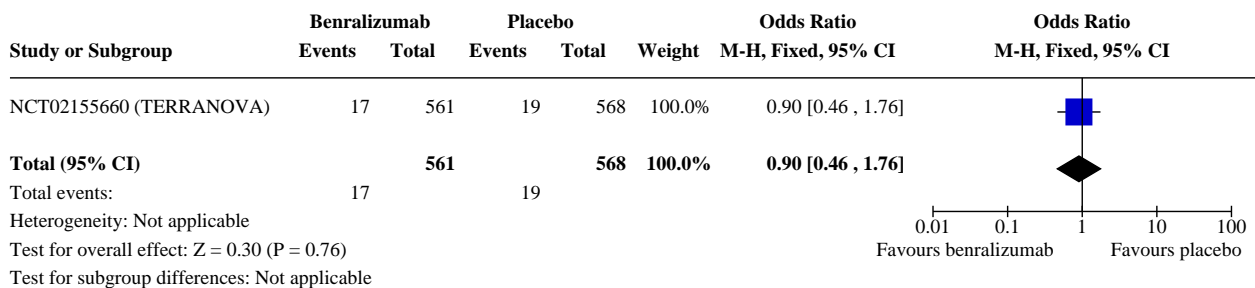 Benralizumab Placebo Odds Ratio Odds Ratio
Study or Subgroup Events Total Events Total Weight M-H, Fixed, 95% CI M-H, Fixed, 95% CI
NCT02155660 (TERRANOVA) 17 561 19 568 100.0% 0.90 [0.46 , 1.76]
Total (95% CI) 561 568 100.0% 0.90 [0.46 , 1.76]
Total events: 17 19
Heterogeneity: Not applicable
0.01 0.1 1 10 100
Test for overall effect: Z = 0.30 (P = 0.76)
Favours benralizumab Favours placebo
Test for subgroup differences: Not applicable